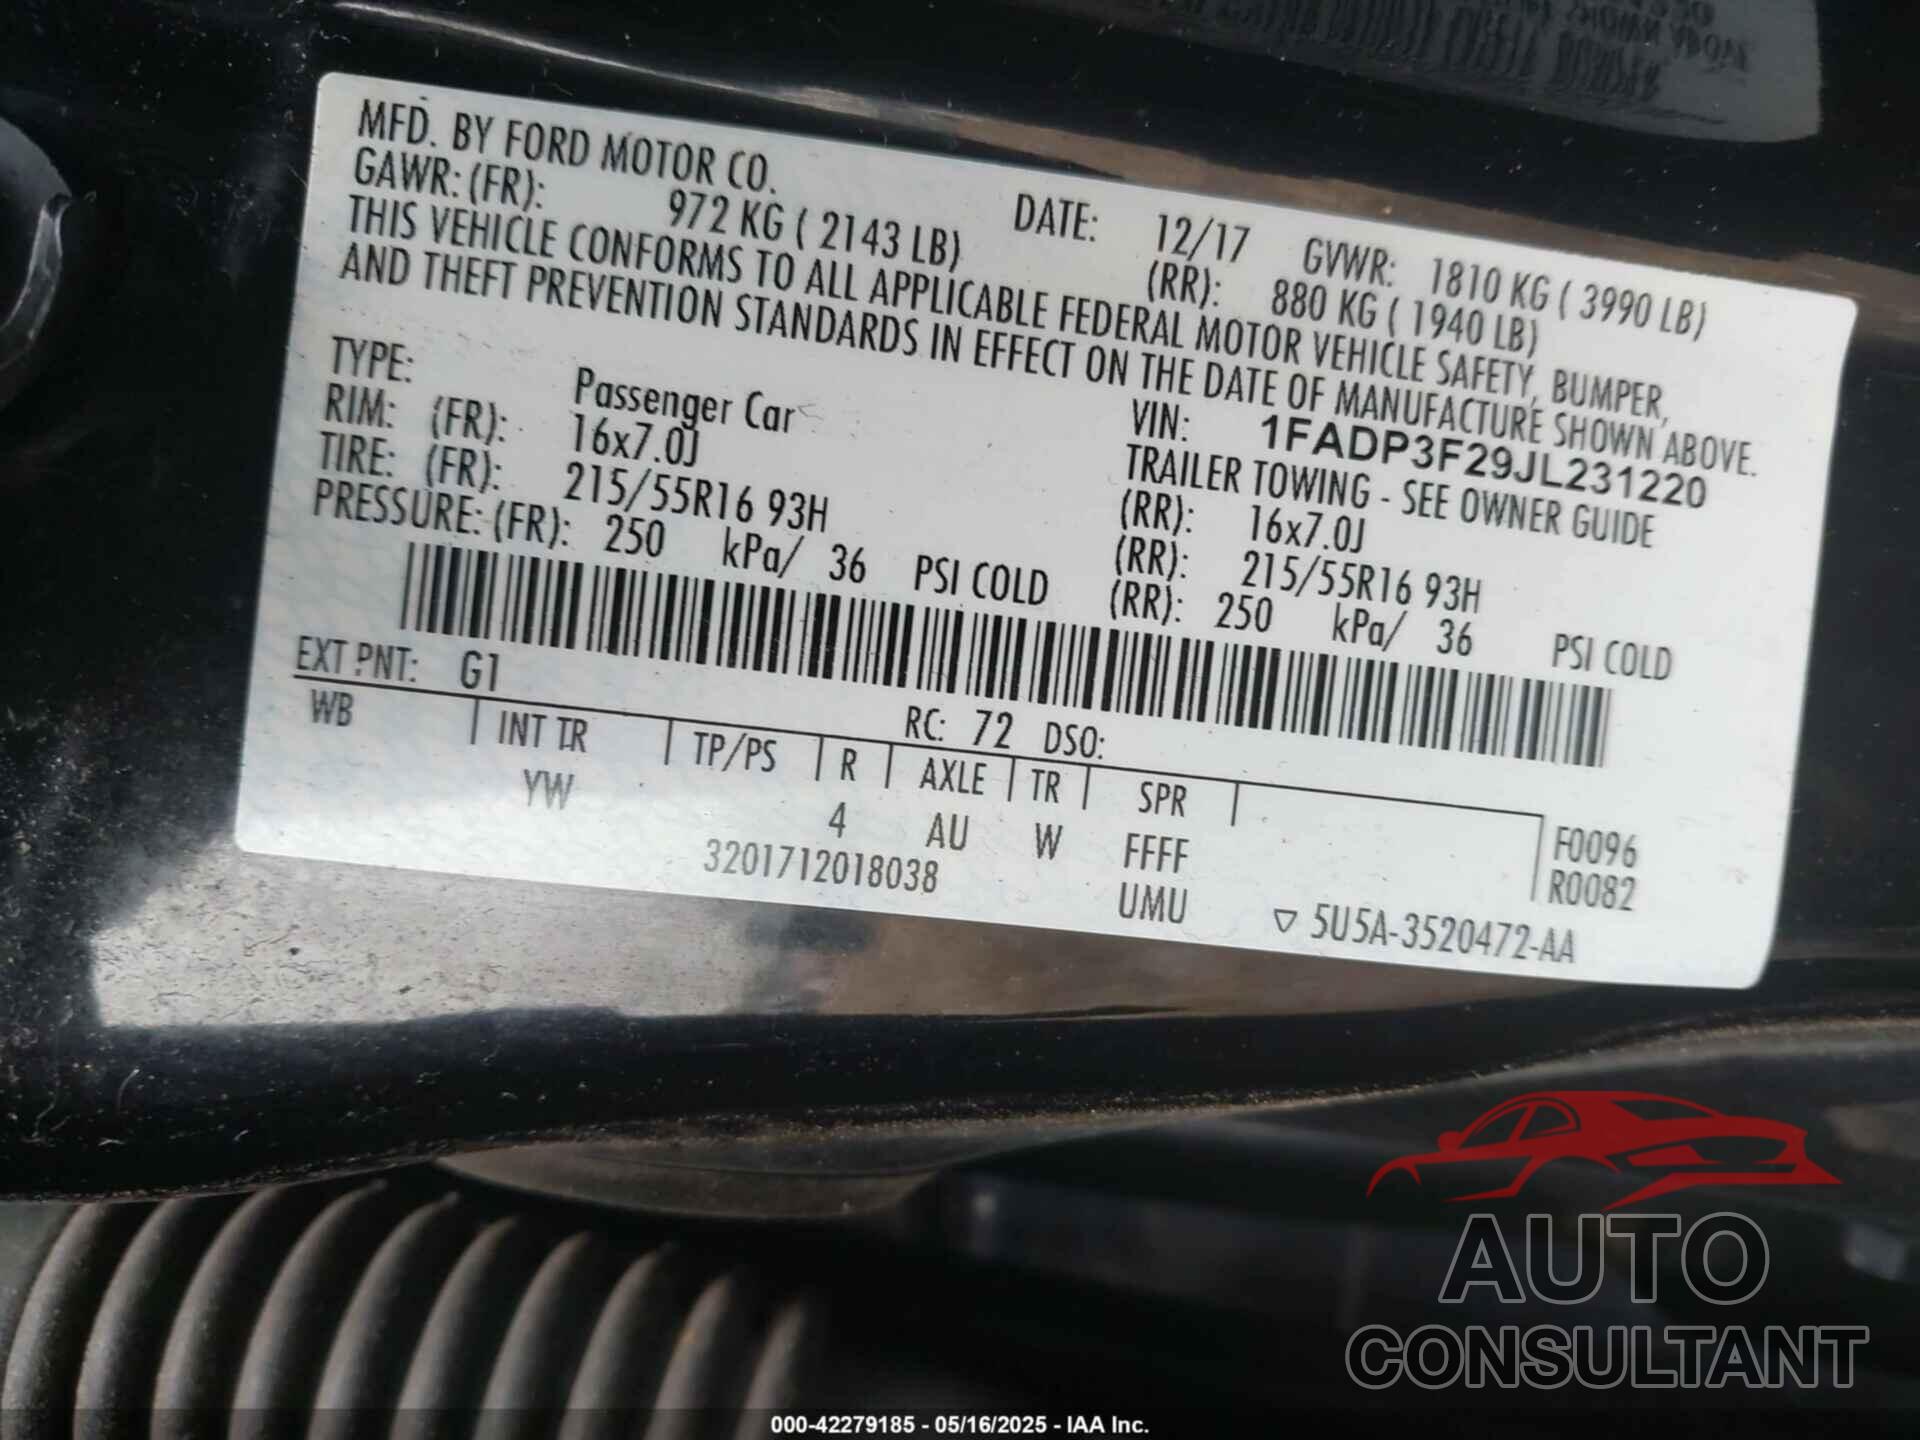 MFD. BY FORD MOTOR CO. DATE: 12/17 GVWR: 1810 KG ( 3990 LB)
GAWR: (FR): 972 KG ( 2143 LB) (RR): 880 KG ( 1940 LB)
THIS VEHICLE CONFORMS TO ALL APPLICABLE FEDERAL MOTOR VEHICLE SAFETY, BUMPER,
AND THEFT PREVENTION STANDARDS IN EFFECT ON THE DATE OF MANUFACTURE SHOWN ABOVE.
VIN: 1FADP3F29JL231220
TYPE: Passenger Car TRAILER TOWING - SEE OWNER GUIDE
RIM: (FR): 16x7.0J (RR): 16x7.0J
TIRE: (FR): 215/55R16 93H (RR): 215/55R16 93H
PRESSURE: (FR): 250 kPa/ 36 PSI COLD (RR): 250 kPa/ 36 PSI COLD
EXT PNT: G1 RC: 72 DSO:
WB INT TR TP/PS R AXLE TR SPR F0096
YW 4 AU W FFFF R0082
3201712018038 UMU 5U5A-3520472-AA
AUTO
CONSULTANT
000-42279185 - 05/16/2025 - IAA Inc.